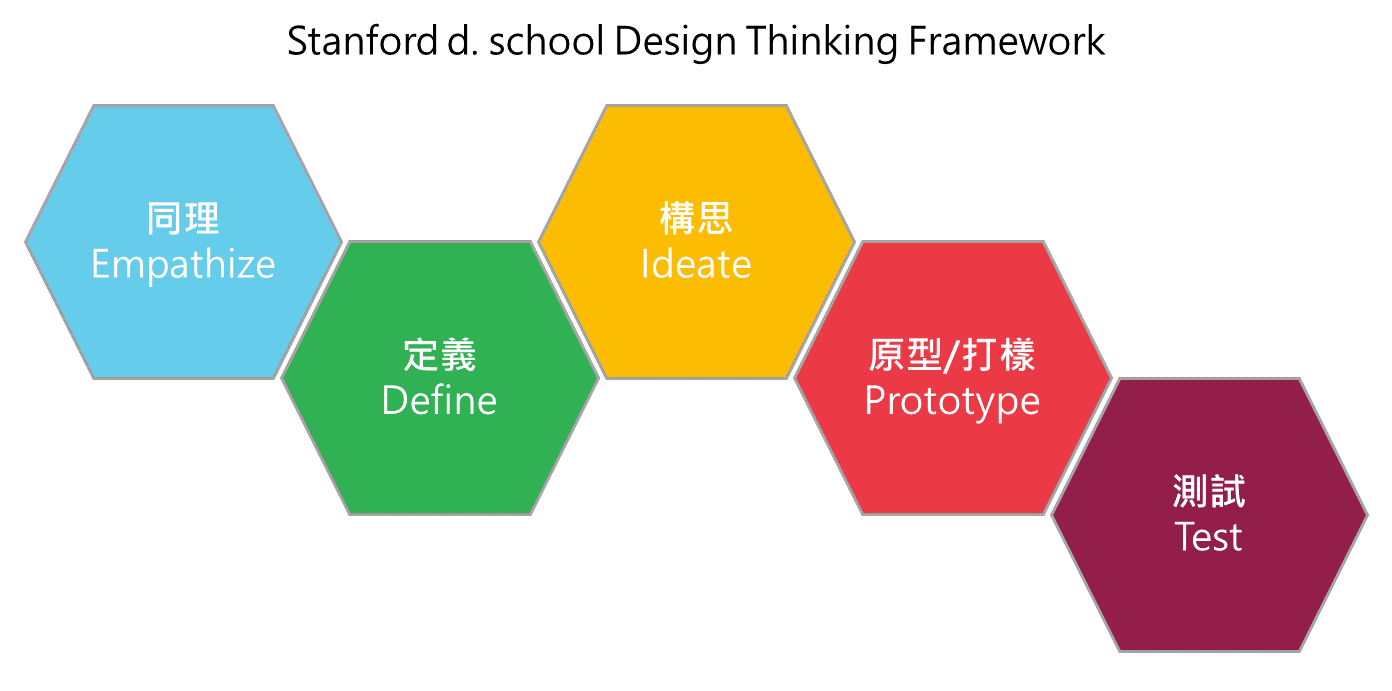 Stanford d. school Design Thinking Framework
同理
Empathize
定義
Define
構思
Ideate
原型/打樣
Prototype
測試
Test